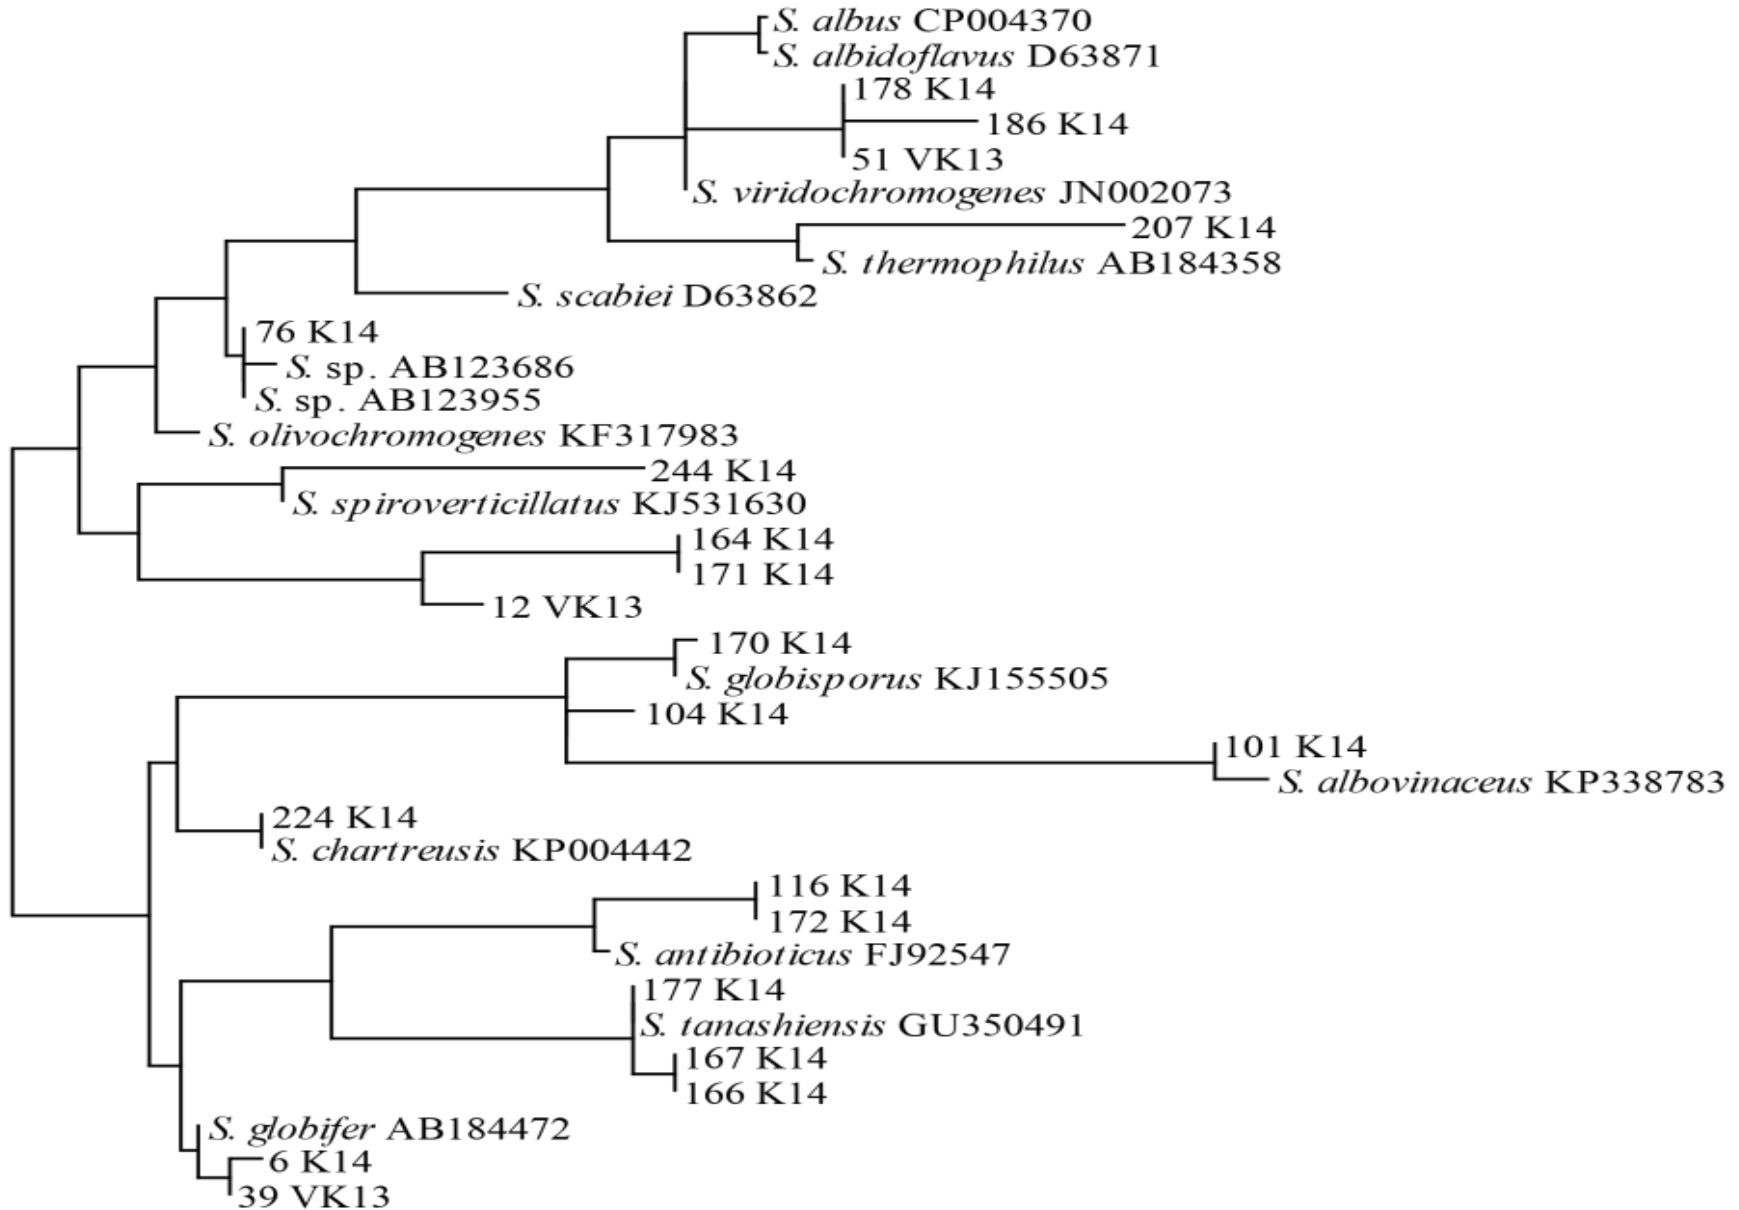 S. albus CP004370
S. albidoflavus D63871
178 K14
186 K14
51 VK13
S. viridochromogenes JN002073
207 K14
S. thermophilus AB184358
S. scabiei D63862
76 K14
S. sp. AB123686
S. sp. AB123955
S. olivochromogenes KF317983
244 K14
S. spiroverticillatus KJ531630
164 K14
171 K14
12 VK13
170 K14
S. globisporus KJ155505
104 K14
101 K14
S. albovinaceus KP338783
224 K14
S. chartreusis KP004442
116 K14
172 K14
S. antibioticus FJ92547
177 K14
S. tanashiensis GU350491
167 K14
166 K14
S. globifer AB184472
6 K14
39 VK13